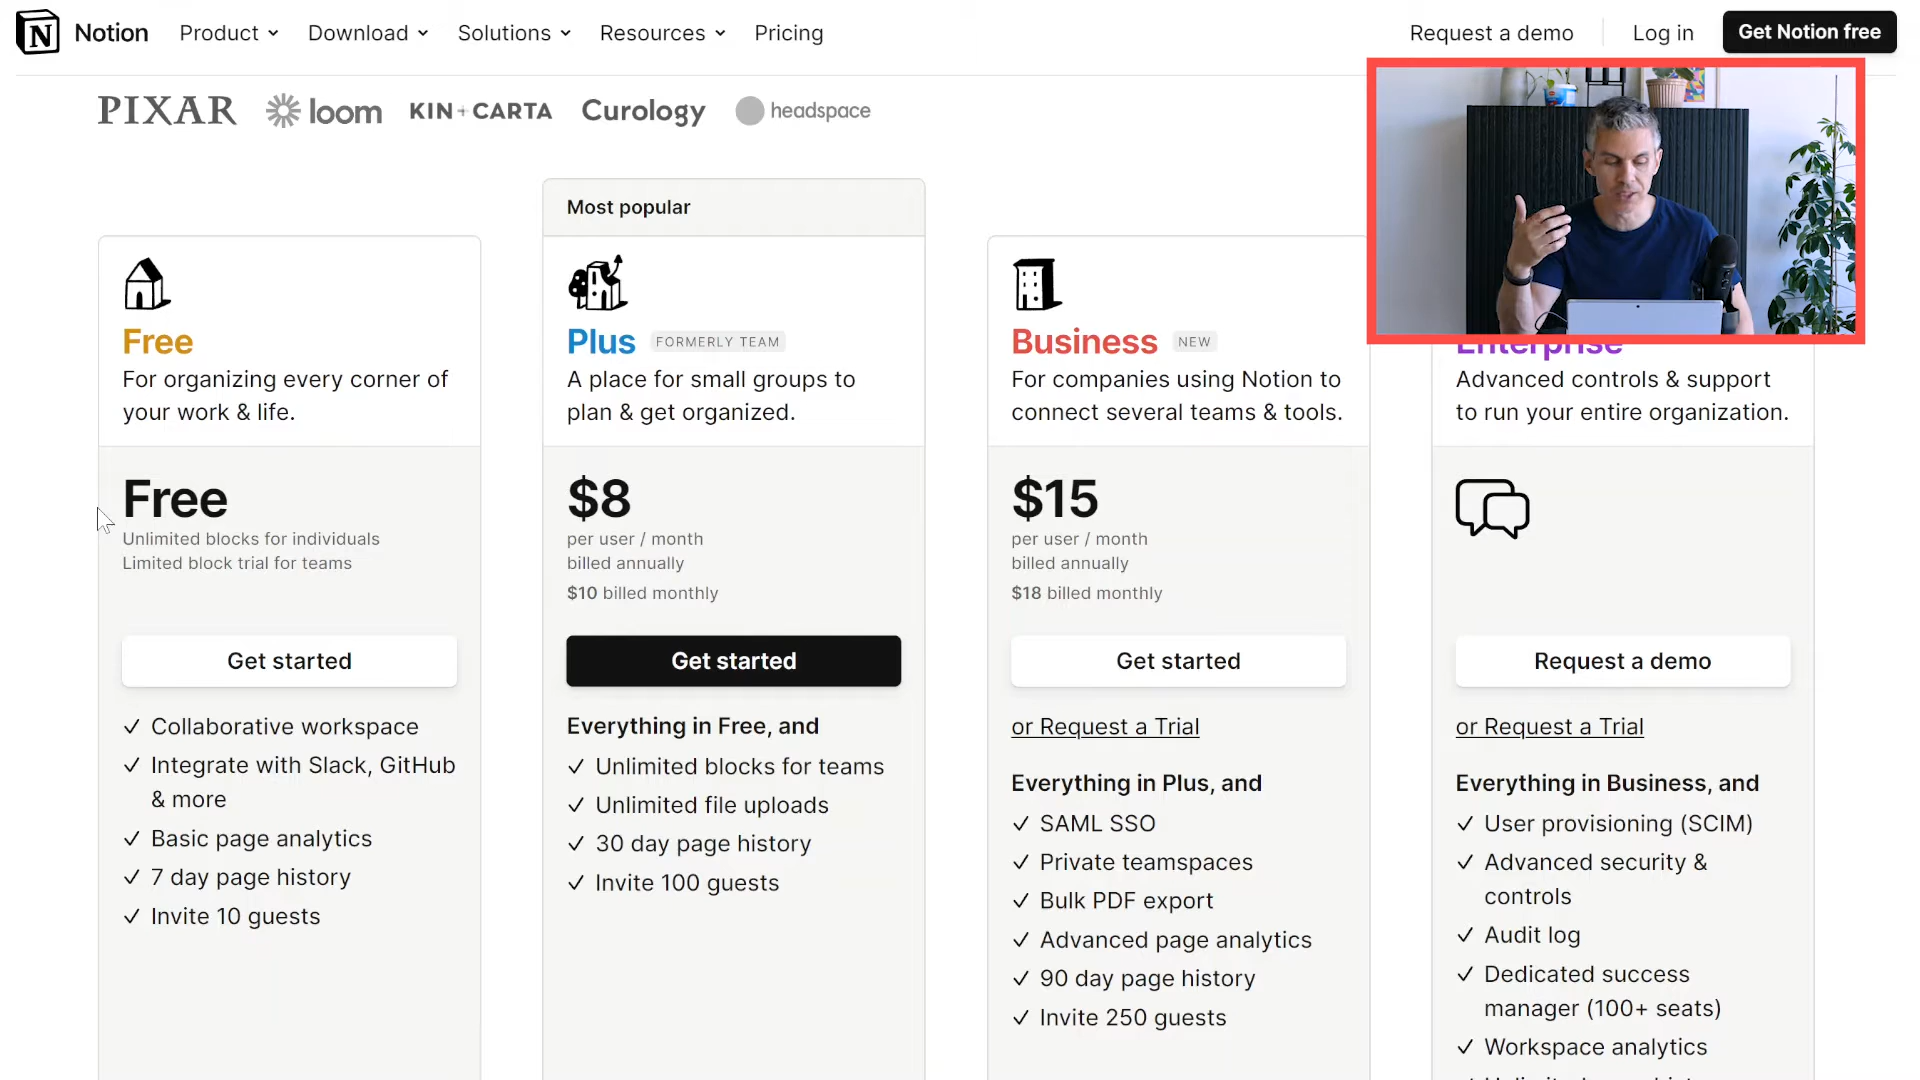 Notion Product Download Solutions Resources Pricing Request a demo Log in Get Notion free
PIXAR loom KIN+CARTA Curology headspace
Free
For organizing every corner of
your work & life.
Free
Unlimited blocks for individuals
Limited block trial for teams
Get started
Collaborative workspace
Integrate with Slack, GitHub
& more
Basic page analytics
7 day page history
Invite 10 guests
Most popular
Plus FORMERLY TEAM
A place for small groups to
plan & get organized.
$8
per user / month
billed annually
$10 billed monthly
Get started
Everything in Free, and
Unlimited blocks for teams
Unlimited file uploads
30 day page history
Invite 100 guests
Business NEW
For companies using Notion to
connect several teams & tools.
$15
per user / month
billed annually
$18 billed monthly
Get started
or Request a Trial
Everything in Plus, and
SAML SSO
Private teamspaces
Bulk PDF export
Advanced page analytics
90 day page history
Invite 250 guests
Enterprise
Advanced controls & support
to run your entire organization.
Request a demo
or Request a Trial
Everything in Business, and
User provisioning (SCIM)
Advanced security &
controls
Audit log
Dedicated success
manager (100+ seats)
Workspace analytics